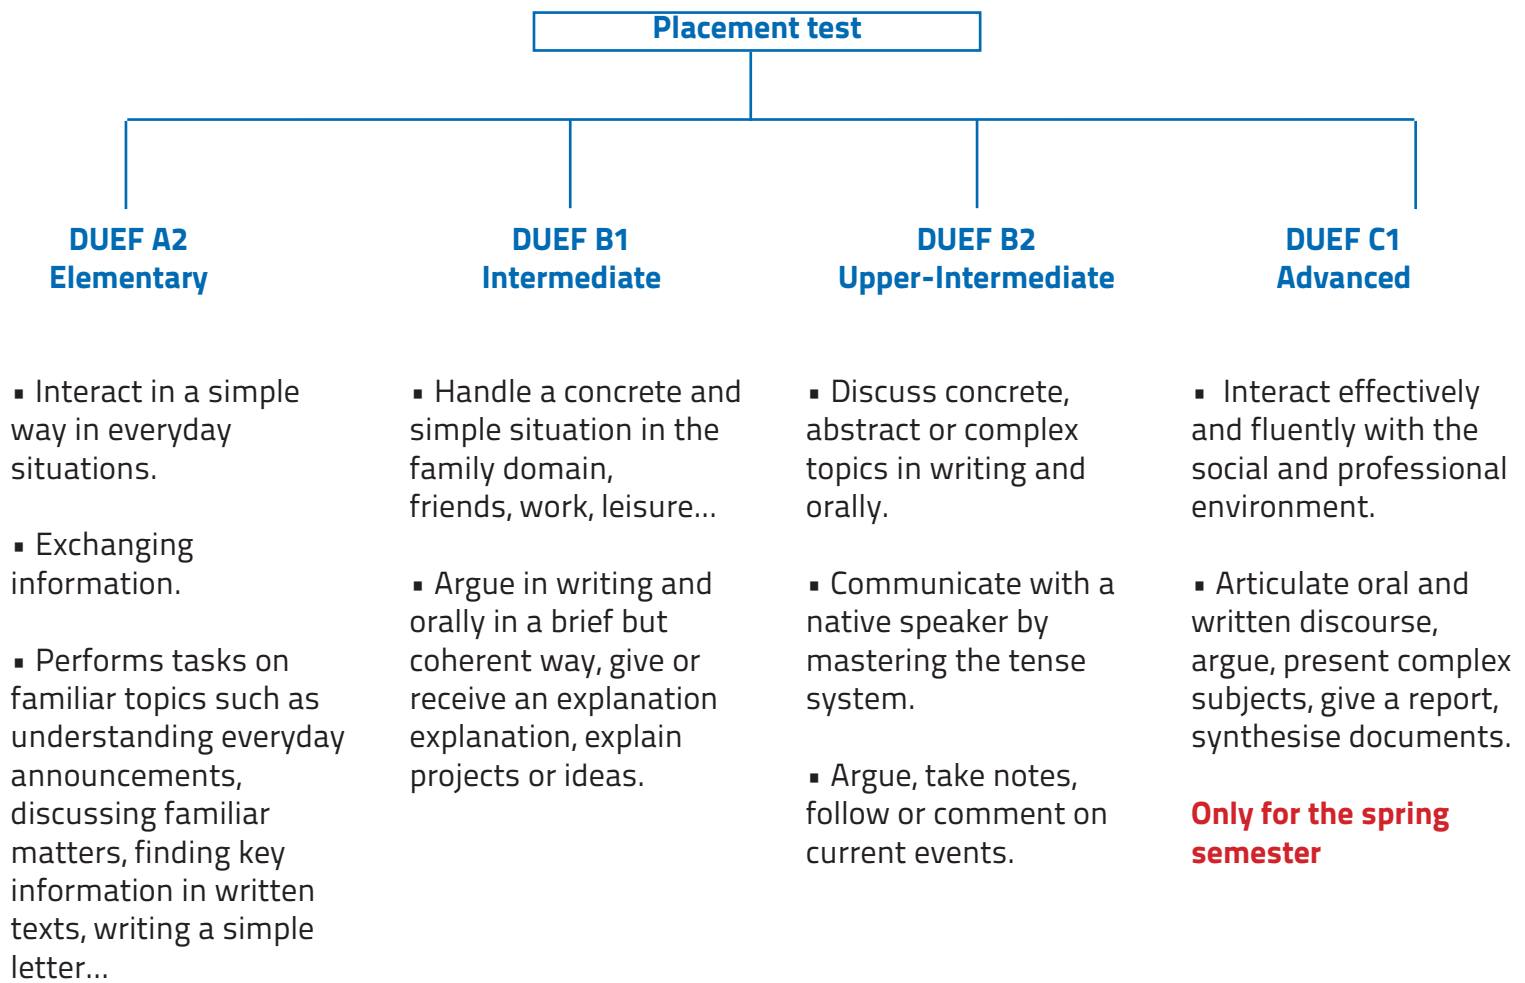 Placement test
DUEF A2
Elementary
▪ Interact in a simple
way in everyday
situations.
▪ Exchanging
information.
▪ Performs tasks on
familiar topics such as
understanding everyday
announcements,
discussing familiar
matters, finding key
information in written
texts, writing a simple
letter...
DUEF B1
Intermediate
▪ Handle a concrete and
simple situation in the
family domain,
friends, work, leisure...
▪ Argue in writing and
orally in a brief but
coherent way, give or
receive an explanation
explanation, explain
projects or ideas.
DUEF B2
Upper-Intermediate
▪ Discuss concrete,
abstract or complex
topics in writing and
orally.
▪ Communicate with a
native speaker by
mastering the tense
system.
▪ Argue, take notes,
follow or comment on
current events.
DUEF C1
Advanced
▪ Interact effectively
and fluently with the
social and professional
environment.
▪ Articulate oral and
written discourse,
argue, present complex
subjects, give a report,
synthesise documents.
Only for the spring
semester